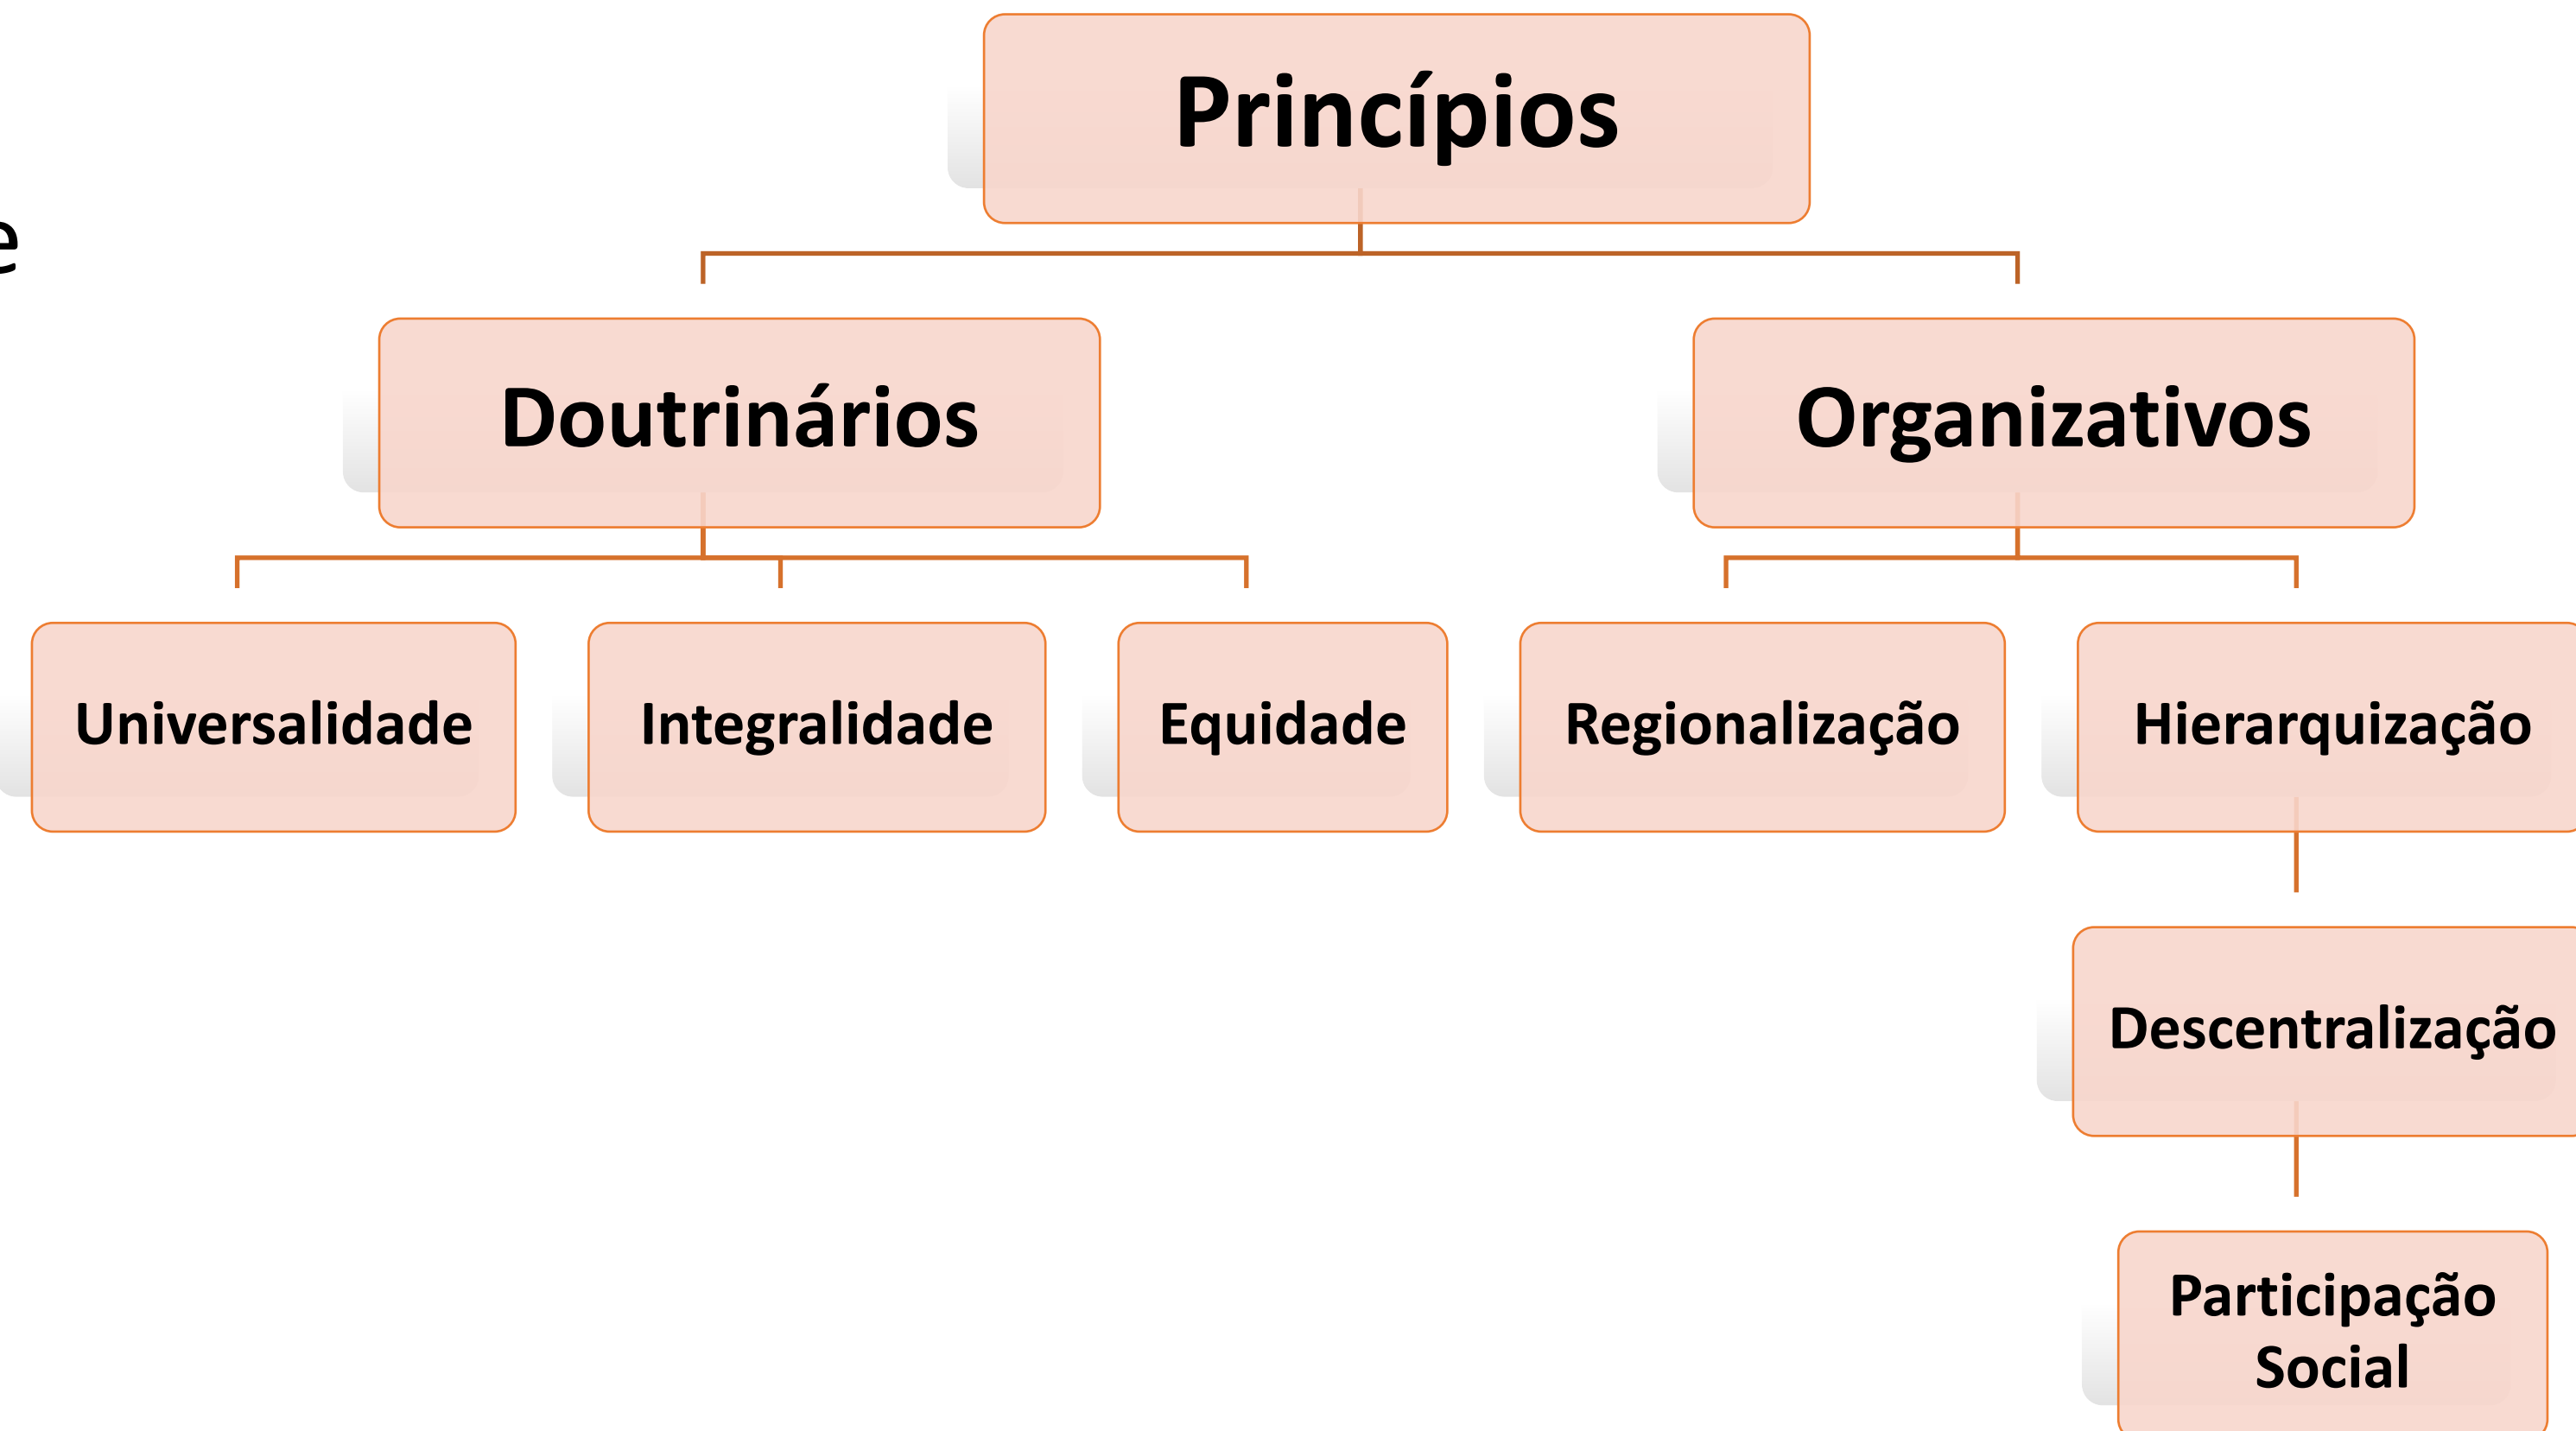 Princípios
e
Doutrinários
Organizativos
Universalidade
Integralidade
Equidade
Regionalização
Hierarquização
Descentralização
Participação
Social